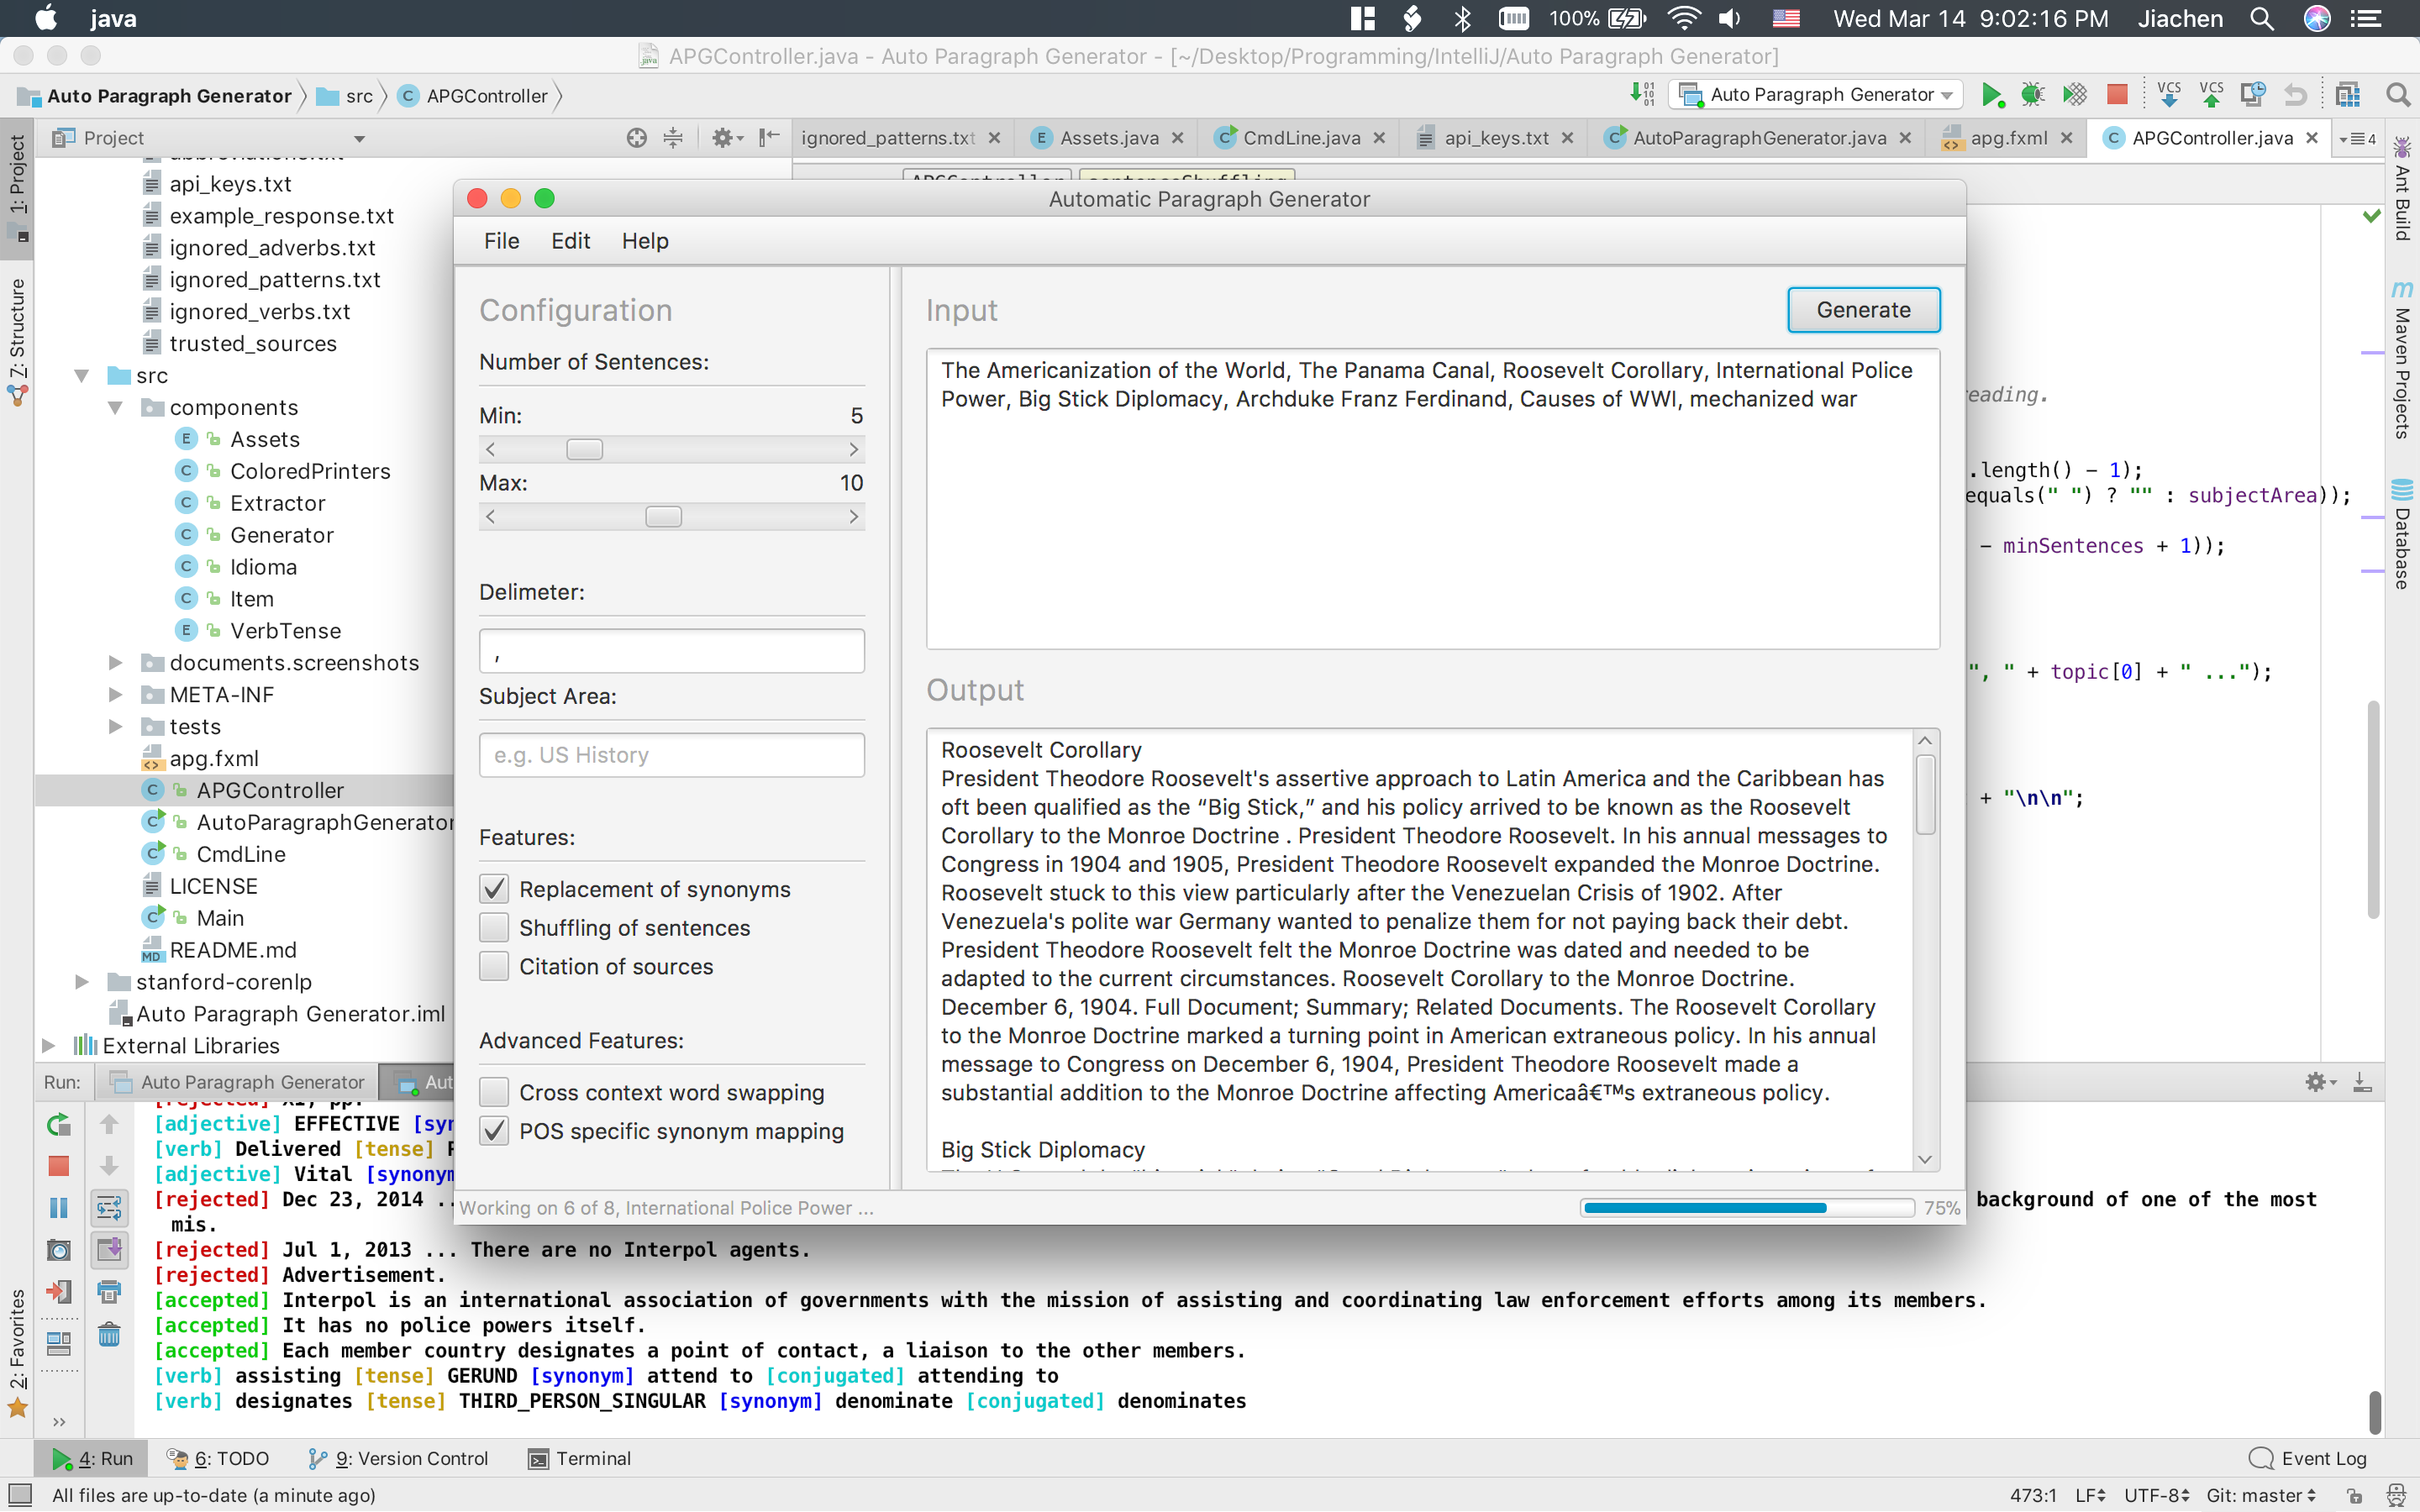 java
100%
Wed Mar 14 9:02:16 PM
Jiachen
APGController.java - Auto Paragraph Generator - [~/Desktop/Programming/IntelliJ/Auto Paragraph Generator]
Auto Paragraph Generator
src
APGController
Auto Paragraph Generator
VCS
VCS
Project
ignored_patterns.txt
Assets.java
CmdLine.java
api_keys.txt
AutoParagraphGenerator.java
apg.fxml
APGController.java
4
1: Project
7: Structure
2: Favorites
api_keys.txt
example_response.txt
ignored_adverbs.txt
ignored_patterns.txt
ignored_verbs.txt
trusted_sources
src
components
Assets
ColoredPrinters
Extractor
Generator
Idioma
Item
VerbTense
documents.screenshots
META-INF
tests
apg.fxml
APGController
AutoParagraphGenerator
CmdLine
LICENSE
Main
README.md
stanford-corenlp
Auto Paragraph Generator.iml
External Libraries
Automatic Paragraph Generator
File Edit Help
Configuration
Number of Sentences:
Min: 5
Max: 10
Delimeter:
,
Subject Area:
e.g. US History
Features:
Replacement of synonyms
Shuffling of sentences
Citation of sources
Advanced Features:
Cross context word swapping
POS specific synonym mapping
Input
Generate
The Americanization of the World, The Panama Canal, Roosevelt Corollary, International Police
Power, Big Stick Diplomacy, Archduke Franz Ferdinand, Causes of WWI, mechanized war
Output
Roosevelt Corollary
President Theodore Roosevelt's assertive approach to Latin America and the Caribbean has
oft been qualified as the “Big Stick,” and his policy arrived to be known as the Roosevelt
Corollary to the Monroe Doctrine . President Theodore Roosevelt. In his annual messages to
Congress in 1904 and 1905, President Theodore Roosevelt expanded the Monroe Doctrine.
Roosevelt stuck to this view particularly after the Venezuelan Crisis of 1902. After
Venezuela's polite war Germany wanted to penalize them for not paying back their debt.
President Theodore Roosevelt felt the Monroe Doctrine was dated and needed to be
adapted to the current circumstances. Roosevelt Corollary to the Monroe Doctrine.
December 6, 1904. Full Document; Summary; Related Documents. The Roosevelt Corollary
to the Monroe Doctrine marked a turning point in American extraneous policy. In his annual
message to Congress on December 6, 1904, President Theodore Roosevelt made a
substantial addition to the Monroe Doctrine affecting Americaâ€™s extraneous policy.
Big Stick Diplomacy
Working on 6 of 8, International Police Power ...
75%
eading.
.length() - 1);
equals(" ") ? "" : subjectArea));
- minSentences + 1));
", " + topic[0] + " ...");
+ "\n\n";
Ant Build
Maven Projects
Database
Run: Auto Paragraph Generator Aut
[adjective] EFFECTIVE [syn
[verb] Delivered [tense]
[adjective] Vital [synonym
[rejected] Dec 23, 2014 .. background of one of the most
mis.
[rejected] Jul 1, 2013 ... There are no Interpol agents.
[rejected] Advertisement.
[accepted] Interpol is an international association of governments with the mission of assisting and coordinating law enforcement efforts among its members.
[accepted] It has no police powers itself.
[accepted] Each member country designates a point of contact, a liaison to the other members.
[verb] assisting [tense] GERUND [synonym] attend to [conjugated] attending to
[verb] designates [tense] THIRD_PERSON_SINGULAR [synonym] denominate [conjugated] denominates
4: Run 6: TODO 9: Version Control Terminal Event Log
All files are up-to-date (a minute ago) 473:1 LF UTF-8 Git: master